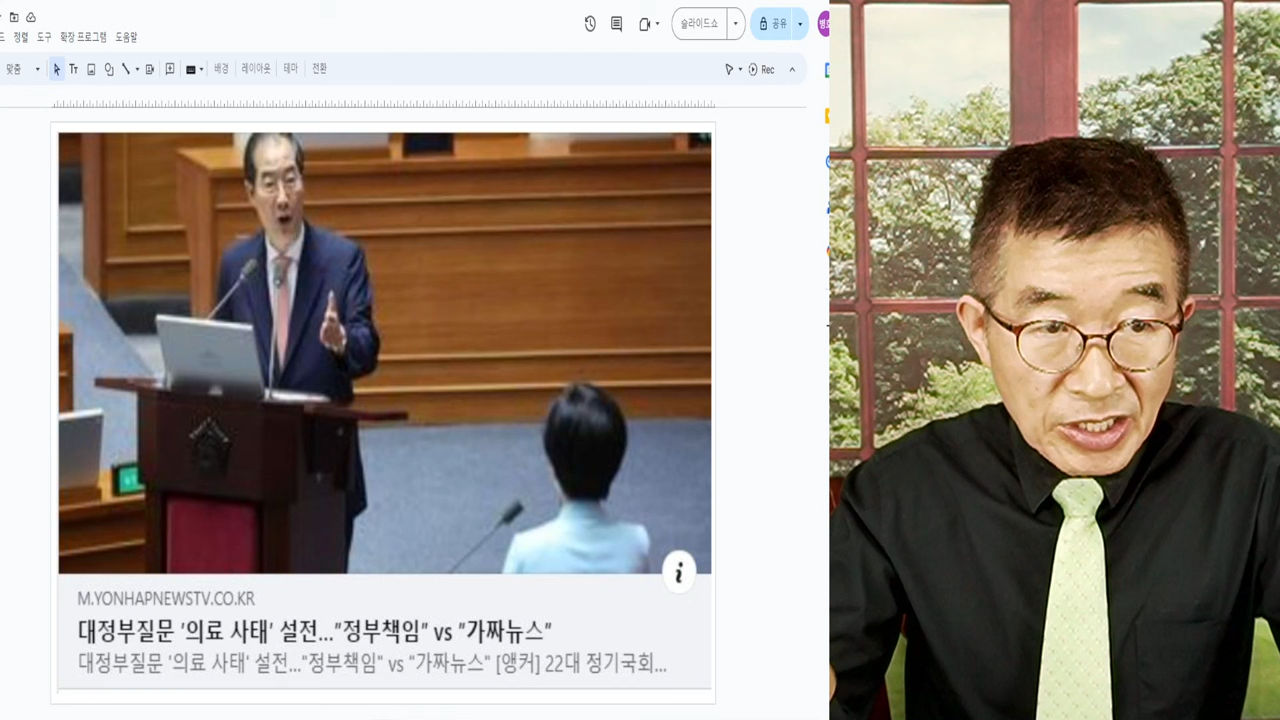 정렬 도구 확장 프로그램 도움말
슬라이드쇼
공유
맞춤
배경 레이아웃 테마 전환
Rec
M.YONHAPNEWSTV.CO.KR
대정부질문 '의료 사태' 설전..."정부책임" vs "가짜뉴스"
대정부질문 '의료 사태' 설전..."정부책임" vs "가짜뉴스" [앵커] 22대 정기국회...